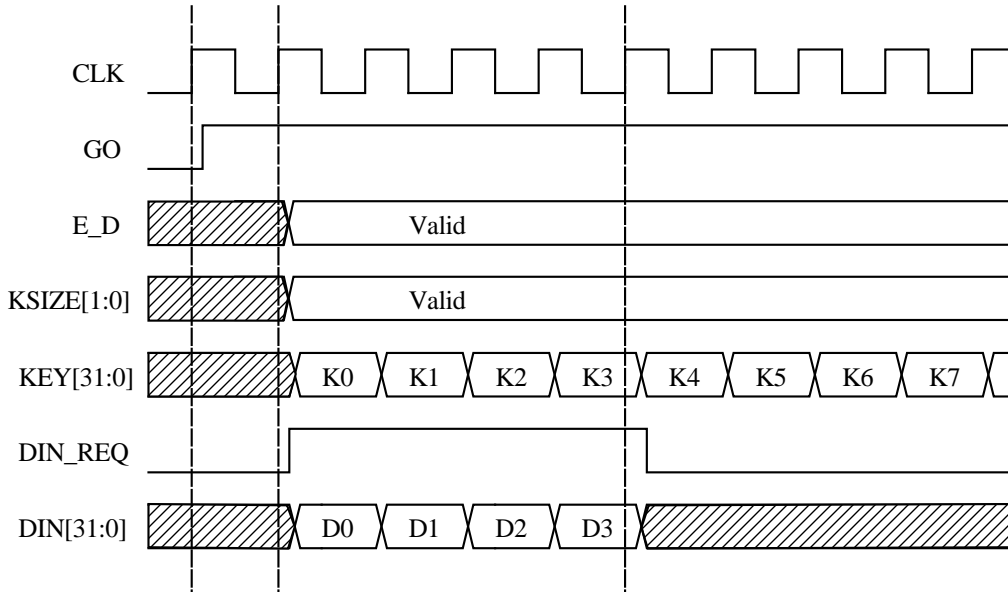 CLK
GO
E_D Valid
KSIZE[1:0] Valid
KEY[31:0] K0 K1 K2 K3 K4 K5 K6 K7
DIN_REQ
DIN[31:0] D0 D1 D2 D3